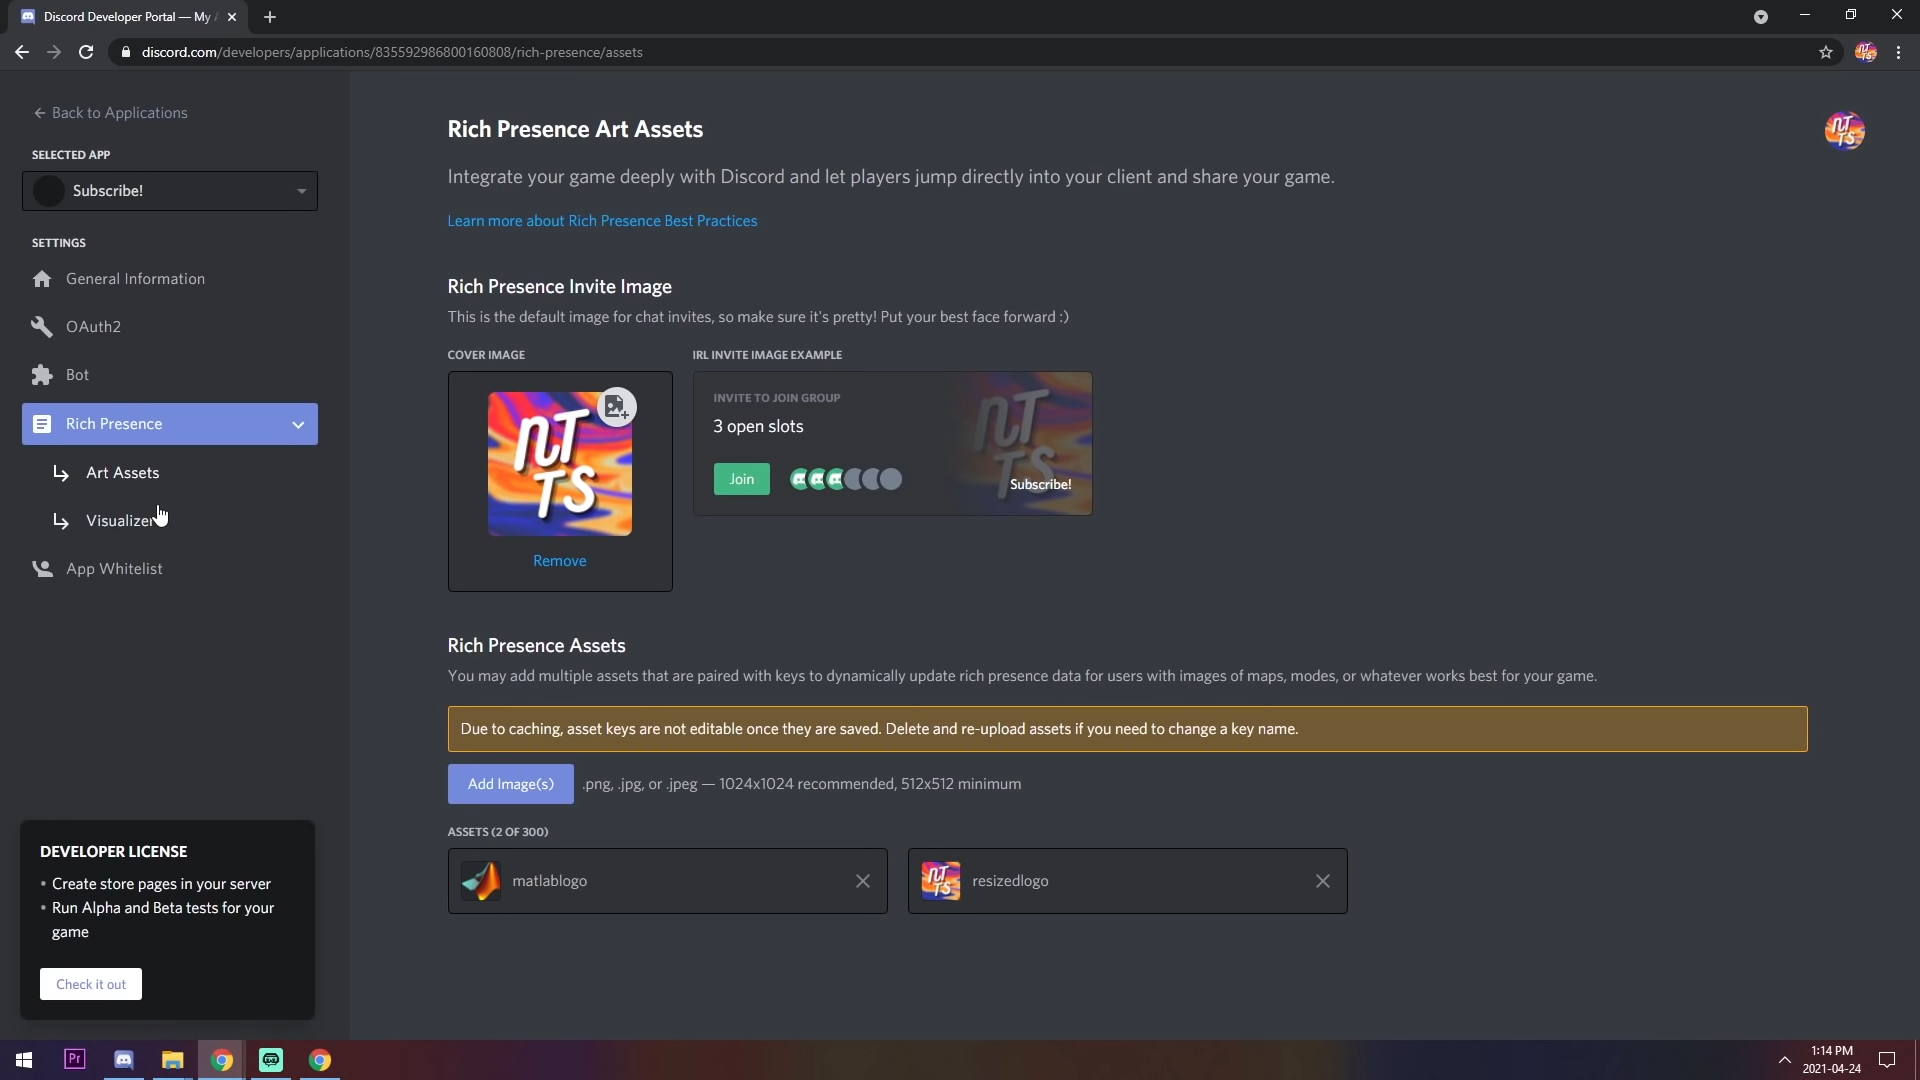 Discord Developer Portal — My A
discord.com/developers/applications/835592986800160808/rich-presence/assets
Back to Applications
SELECTED APP
Subscribe!
SETTINGS
General Information
OAuth2
Bot
Rich Presence
Art Assets
Visualizer
App Whitelist
DEVELOPER LICENSE
• Create store pages in your server
• Run Alpha and Beta tests for your
game
Check it out
Rich Presence Art Assets
Integrate your game deeply with Discord and let players jump directly into your client and share your game.
Learn more about Rich Presence Best Practices
Rich Presence Invite Image
This is the default image for chat invites, so make sure it's pretty! Put your best face forward :)
COVER IMAGE
NT
TS
Remove
IRL INVITE IMAGE EXAMPLE
INVITE TO JOIN GROUP
3 open slots
Join
NT
TS
Subscribe!
Rich Presence Assets
You may add multiple assets that are paired with keys to dynamically update rich presence data for users with images of maps, modes, or whatever works best for your game.
Due to caching, asset keys are not editable once they are saved. Delete and re-upload assets if you need to change a key name.
Add Image(s) .png, .jpg, or .jpeg — 1024x1024 recommended, 512x512 minimum
ASSETS (2 OF 300)
matlablogo
NT
TS
resizedlogo
NT
TS
Pr
1:14 PM
2021-04-24